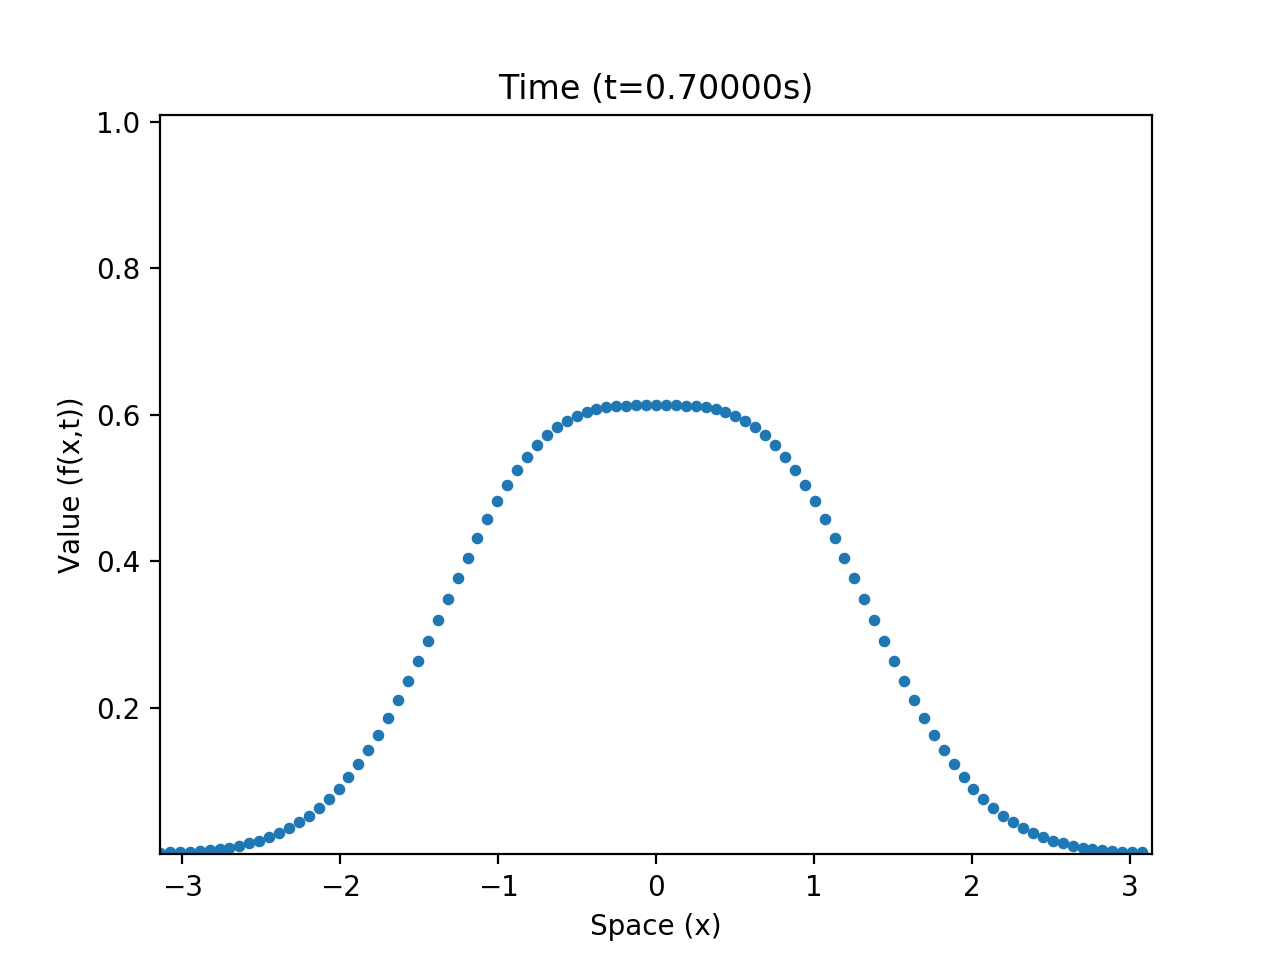 Time (t=0.70000s)
1.0
0.8
0.6
0.4
0.2
Value (f(x,t))
−3 −2 −1 0 1 2 3
Space (x)